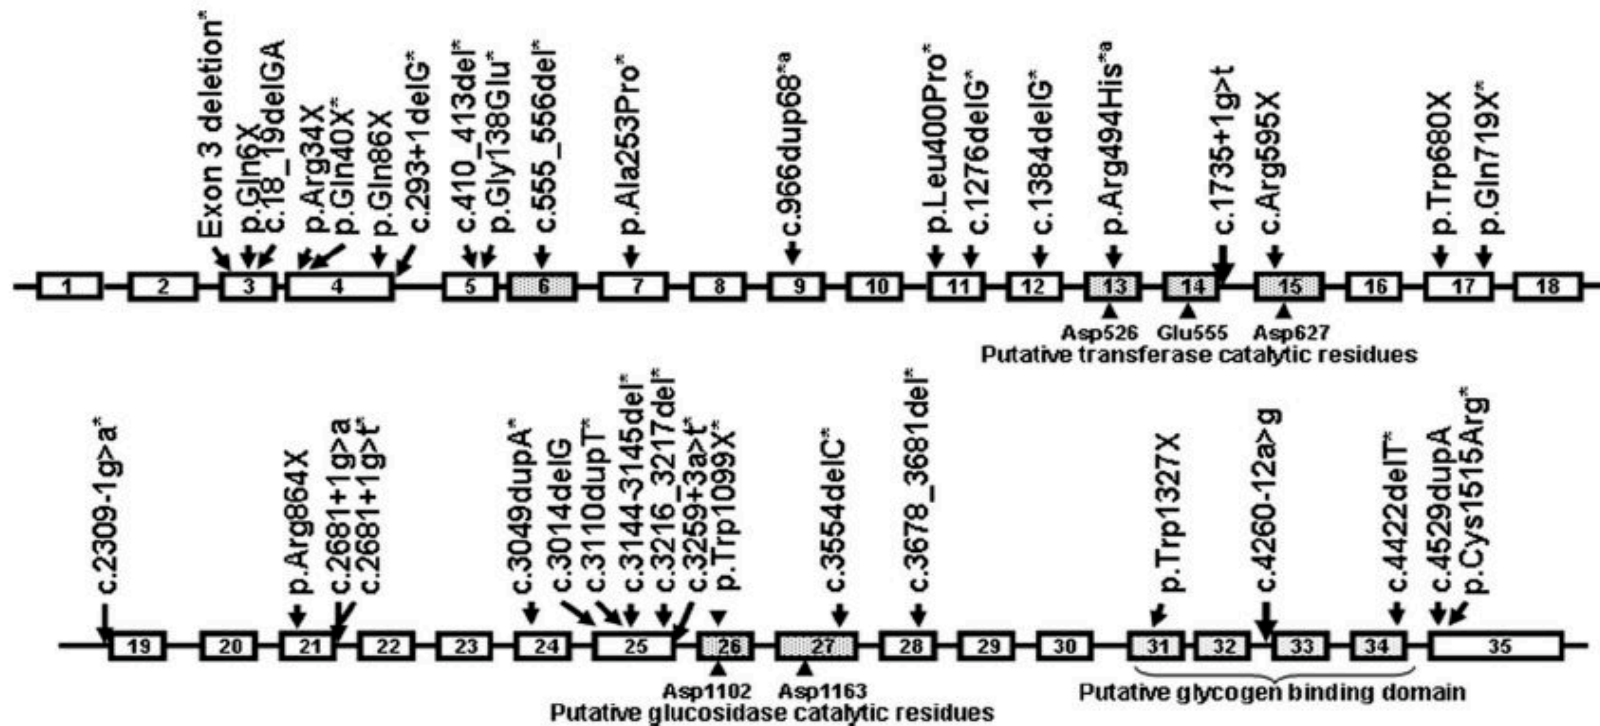 Exon 3 deletion*
p.Gln6X
c.18_19delGA
p.Arg34X
p.Gln40X*
p.Gln86X
c.293+1delG*
c.410_413del*
p.Gly138Glu*
c.555_556del*
p.Ala253Pro*
c.966dup68*a
p.Leu400Pro*
c.1276delG*
c.1384delG*
p.Arg494His*a
c.1735+1g>t
c.Arg595X
p.Trp680X
p.Gln719X*
1 2 3 4 5 6 7 8 9 10 11 12 13 14 15 16 17 18
Asp526 Glu555 Asp627
Putative transferase catalytic residues
c.2309-1g>a*
p.Arg864X
c.2681+1g>a
c.2681+1g>t*
c.3049dupA*
c.3014delG
c.3110dupT*
c.3144-3145del*
c.3216_3217del*
c.3259+3a>t*
p.Trp1099X*
c.3554delC*
c.3678_3681del*
p.Trp1327X
c.4260-12a>g
c.4422delT*
c.4529dupA
p.Cys1515Arg*
19 20 21 22 23 24 25 26 27 28 29 30 31 32 33 34 35
Asp1102 Asp1163
Putative glucosidase catalytic residues
Putative glycogen binding domain